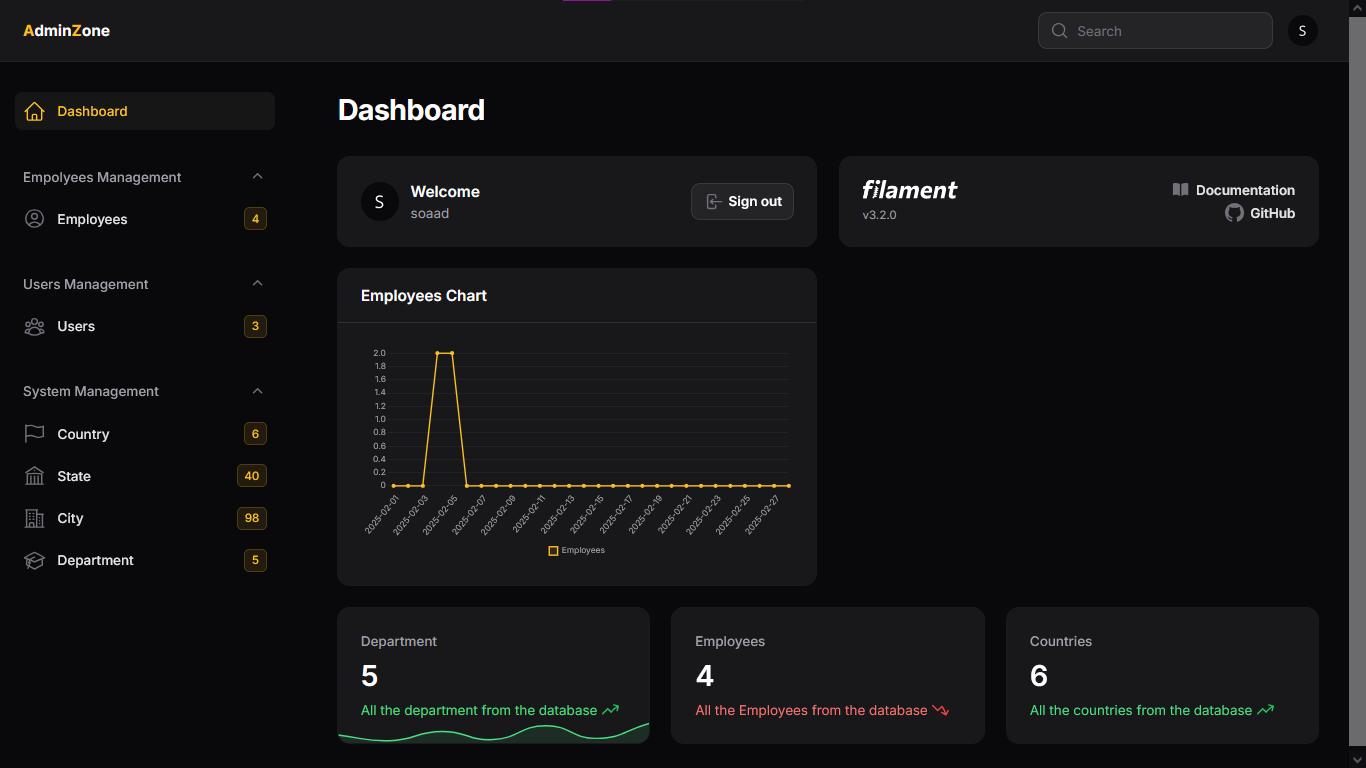 AdminZone
Search
S
Dashboard
Empolyees Management
Employees 4
Users Management
Users 3
System Management
Country 6
State 40
City 98
Department 5
Dashboard
S
Welcome
soaad
Sign out
filament
v3.2.0
Documentation
GitHub
Employees Chart
2.0
1.8
1.6
1.4
1.2
1.0
0.8
0.6
0.4
0.2
0
2025-02-01 2025-02-03 2025-02-05 2025-02-07 2025-02-09 2025-02-11 2025-02-13 2025-02-15 2025-02-17 2025-02-19 2025-02-21 2025-02-23 2025-02-25 2025-02-27
Employees
Department
5
All the department from the database
Employees
4
All the Employees from the database
Countries
6
All the countries from the database